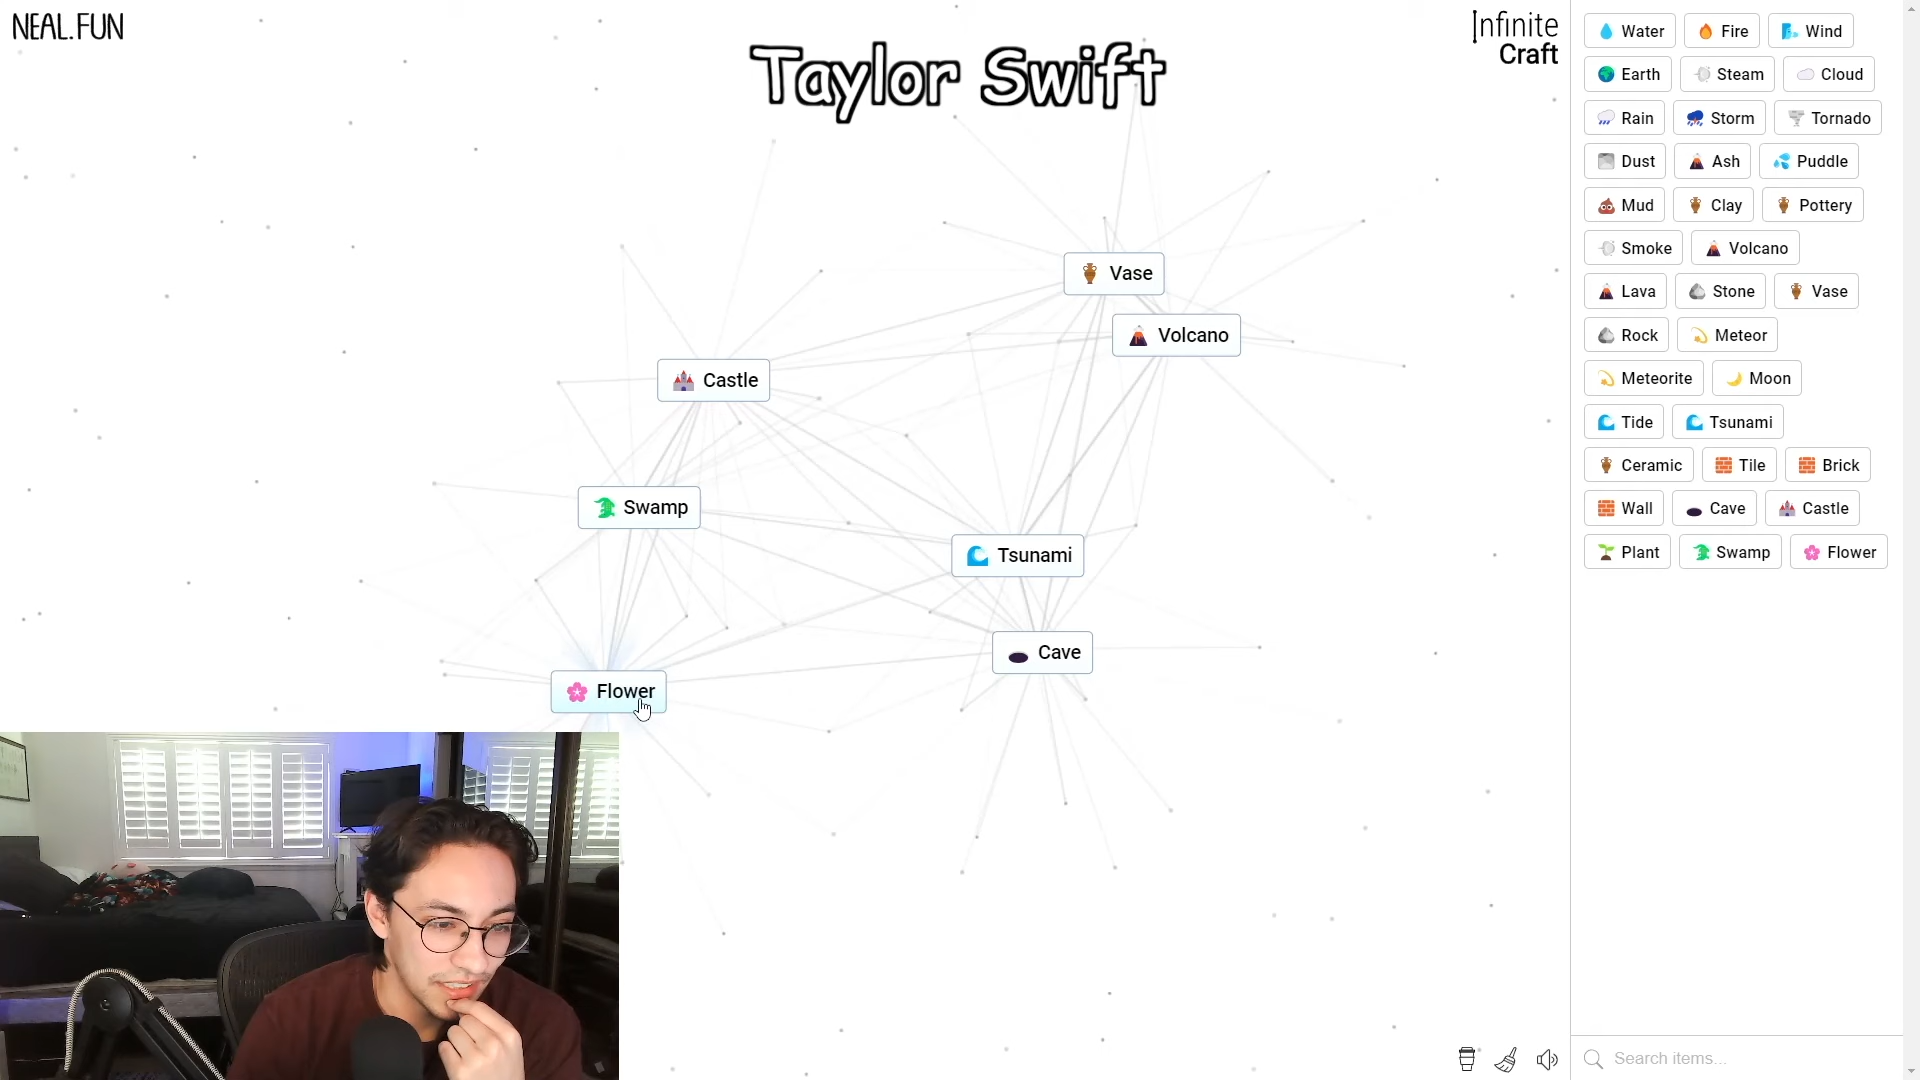 NEAL.FUN
Taylor Swift
Infinite
Craft
Vase
Volcano
Castle
Swamp
Tsunami
Cave
Flower
Water Fire Wind
Earth Steam Cloud
Rain Storm Tornado
Dust Ash Puddle
Mud Clay Pottery
Smoke Volcano
Lava Stone Vase
Rock Meteor
Meteorite Moon
Tide Tsunami
Ceramic Tile Brick
Wall Cave Castle
Plant Swamp Flower
Search items...